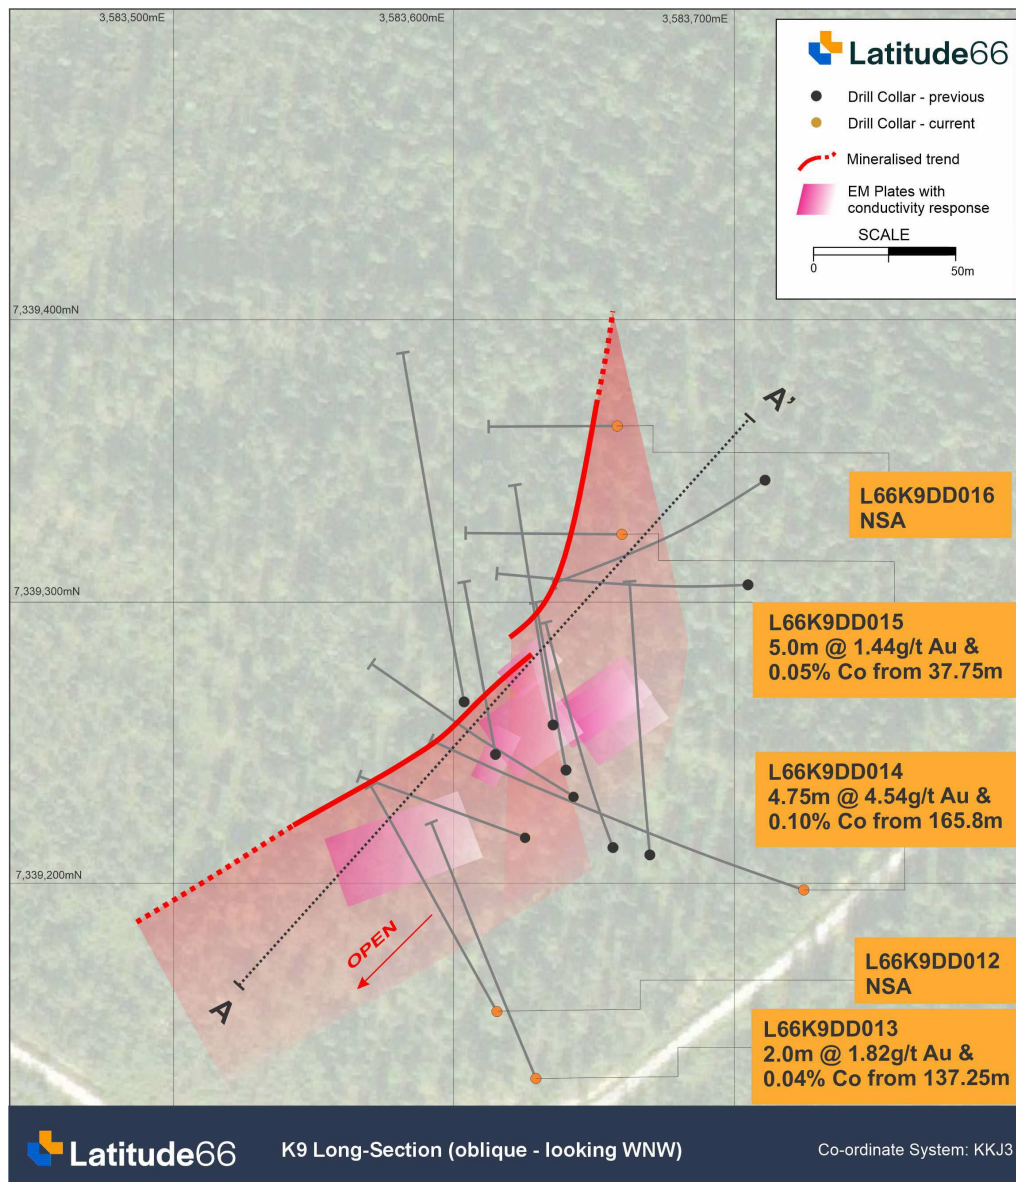 3,583,500mE
3,583,600mE
3,583,700mE
Latitude66
Drill Collar - previous
Drill Collar - current
Mineralised trend
EM Plates with
conductivity response
SCALE
0
50m
7,339,400mN
A’
L66K9DD016
NSA
7,339,300mN
L66K9DD015
5.0m @ 1.44g/t Au &
0.05% Co from 37.75m
L66K9DD014
4.75m @ 4.54g/t Au &
0.10% Co from 165.8m
7,339,200mN
OPEN
L66K9DD012
NSA
A
L66K9DD013
2.0m @ 1.82g/t Au &
0.04% Co from 137.25m
Latitude66
K9 Long-Section (oblique - looking WNW)
Co-ordinate System: KKJ3